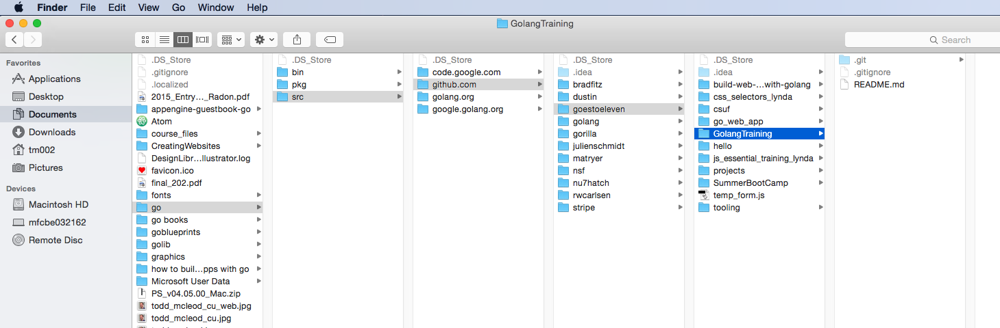 Finder File Edit View Go Window Help
GolangTraining
Search
Favorites
Applications
Desktop
Documents
Downloads
tm002
Pictures
Devices
Macintosh HD
mfcbe032162
Remote Disc
.DS_Store
.gitignore
.localized
2015_Entry..._Radon.pdf
appengine-guestbook-go
Atom
course_files
CreatingWebsites
DesignLibr...llustrator.log
favicon.ico
final_202.pdf
fonts
go
go books
goblueprints
golib
graphics
how to buil...pps with go
Microsoft User Data
PS_v04.05.00_Mac.zip
todd_mcleod_cu_web.jpg
todd_mcleod_cu.jpg
.DS_Store
bin
pkg
src
.DS_Store
code.google.com
github.com
golang.org
google.golang.org
.DS_Store
.idea
bradfitz
dustin
goestoeleven
golang
gorilla
julienschmidt
matryer
nsf
nu7hatch
rwcarlsen
stripe
.DS_Store
.idea
build-web-...with-golang
css_selectors_lynda
csuf
go_web_app
GolangTraining
hello
js_essential_training_lynda
projects
SummerBootCamp
temp_form.js
tooling
.git
.gitignore
README.md